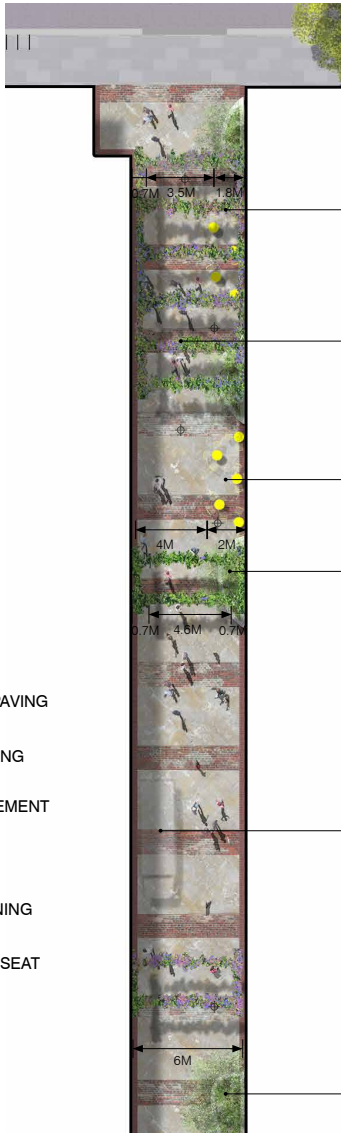 0.7M 3.5M 1.8M
4M 2M
0.7M 4.6M 0.7M
PAVING
NG
EMENT
NING
SEAT
6M